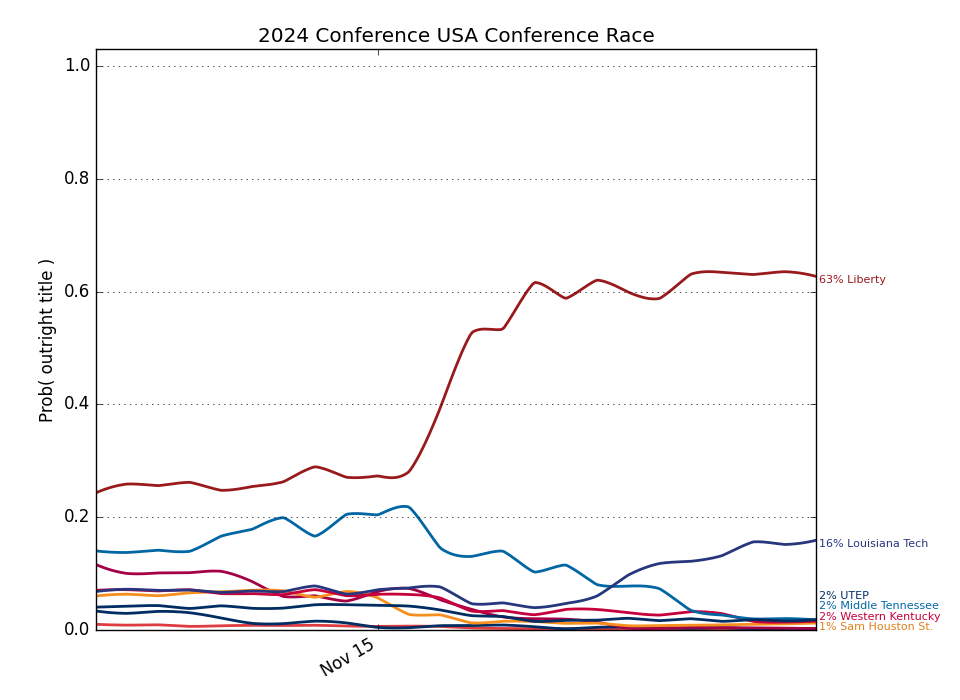 2024 Conference USA Conference Race
Prob( outright title )
1.0
0.8
0.6
0.4
0.2
0.0
Nov 15
63% Liberty
16% Louisiana Tech
2% UTEP
2% Middle Tennessee
2% Western Kentucky
1% Sam Houston St.